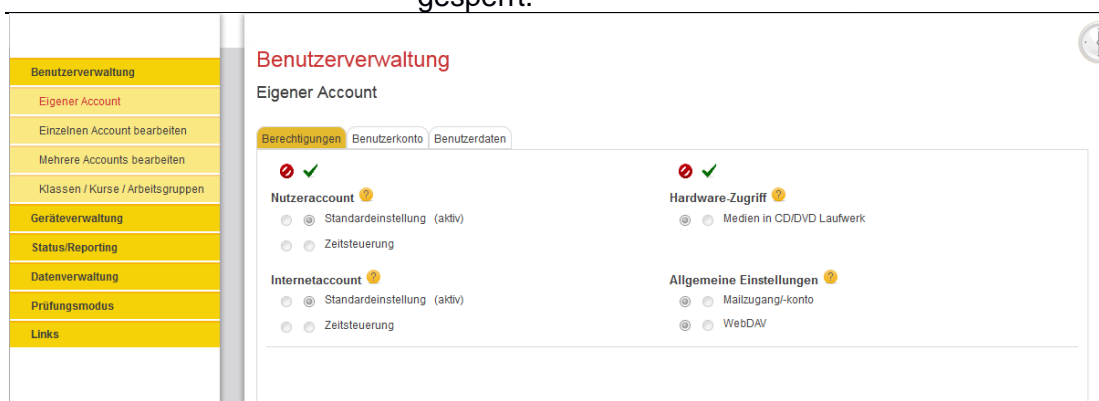 gesperrt.
Benutzerverwaltung
Eigener Account
Einzelnen Account bearbeiten
Mehrere Accounts bearbeiten
Klassen / Kurse / Arbeitsgruppen
Geräteverwaltung
Status/Reporting
Datenverwaltung
Prüfungsmodus
Links
Benutzerverwaltung
Eigener Account
Berechtigungen Benutzerkonto Benutzerdaten
Nutzeraccount ?
Standardeinstellung (aktiv)
Zeitsteuerung
Internetaccount ?
Standardeinstellung (aktiv)
Zeitsteuerung
Hardware-Zugriff ?
Medien in CD/DVD Laufwerk
Allgemeine Einstellungen ?
Mailzugang/-konto
WebDAV